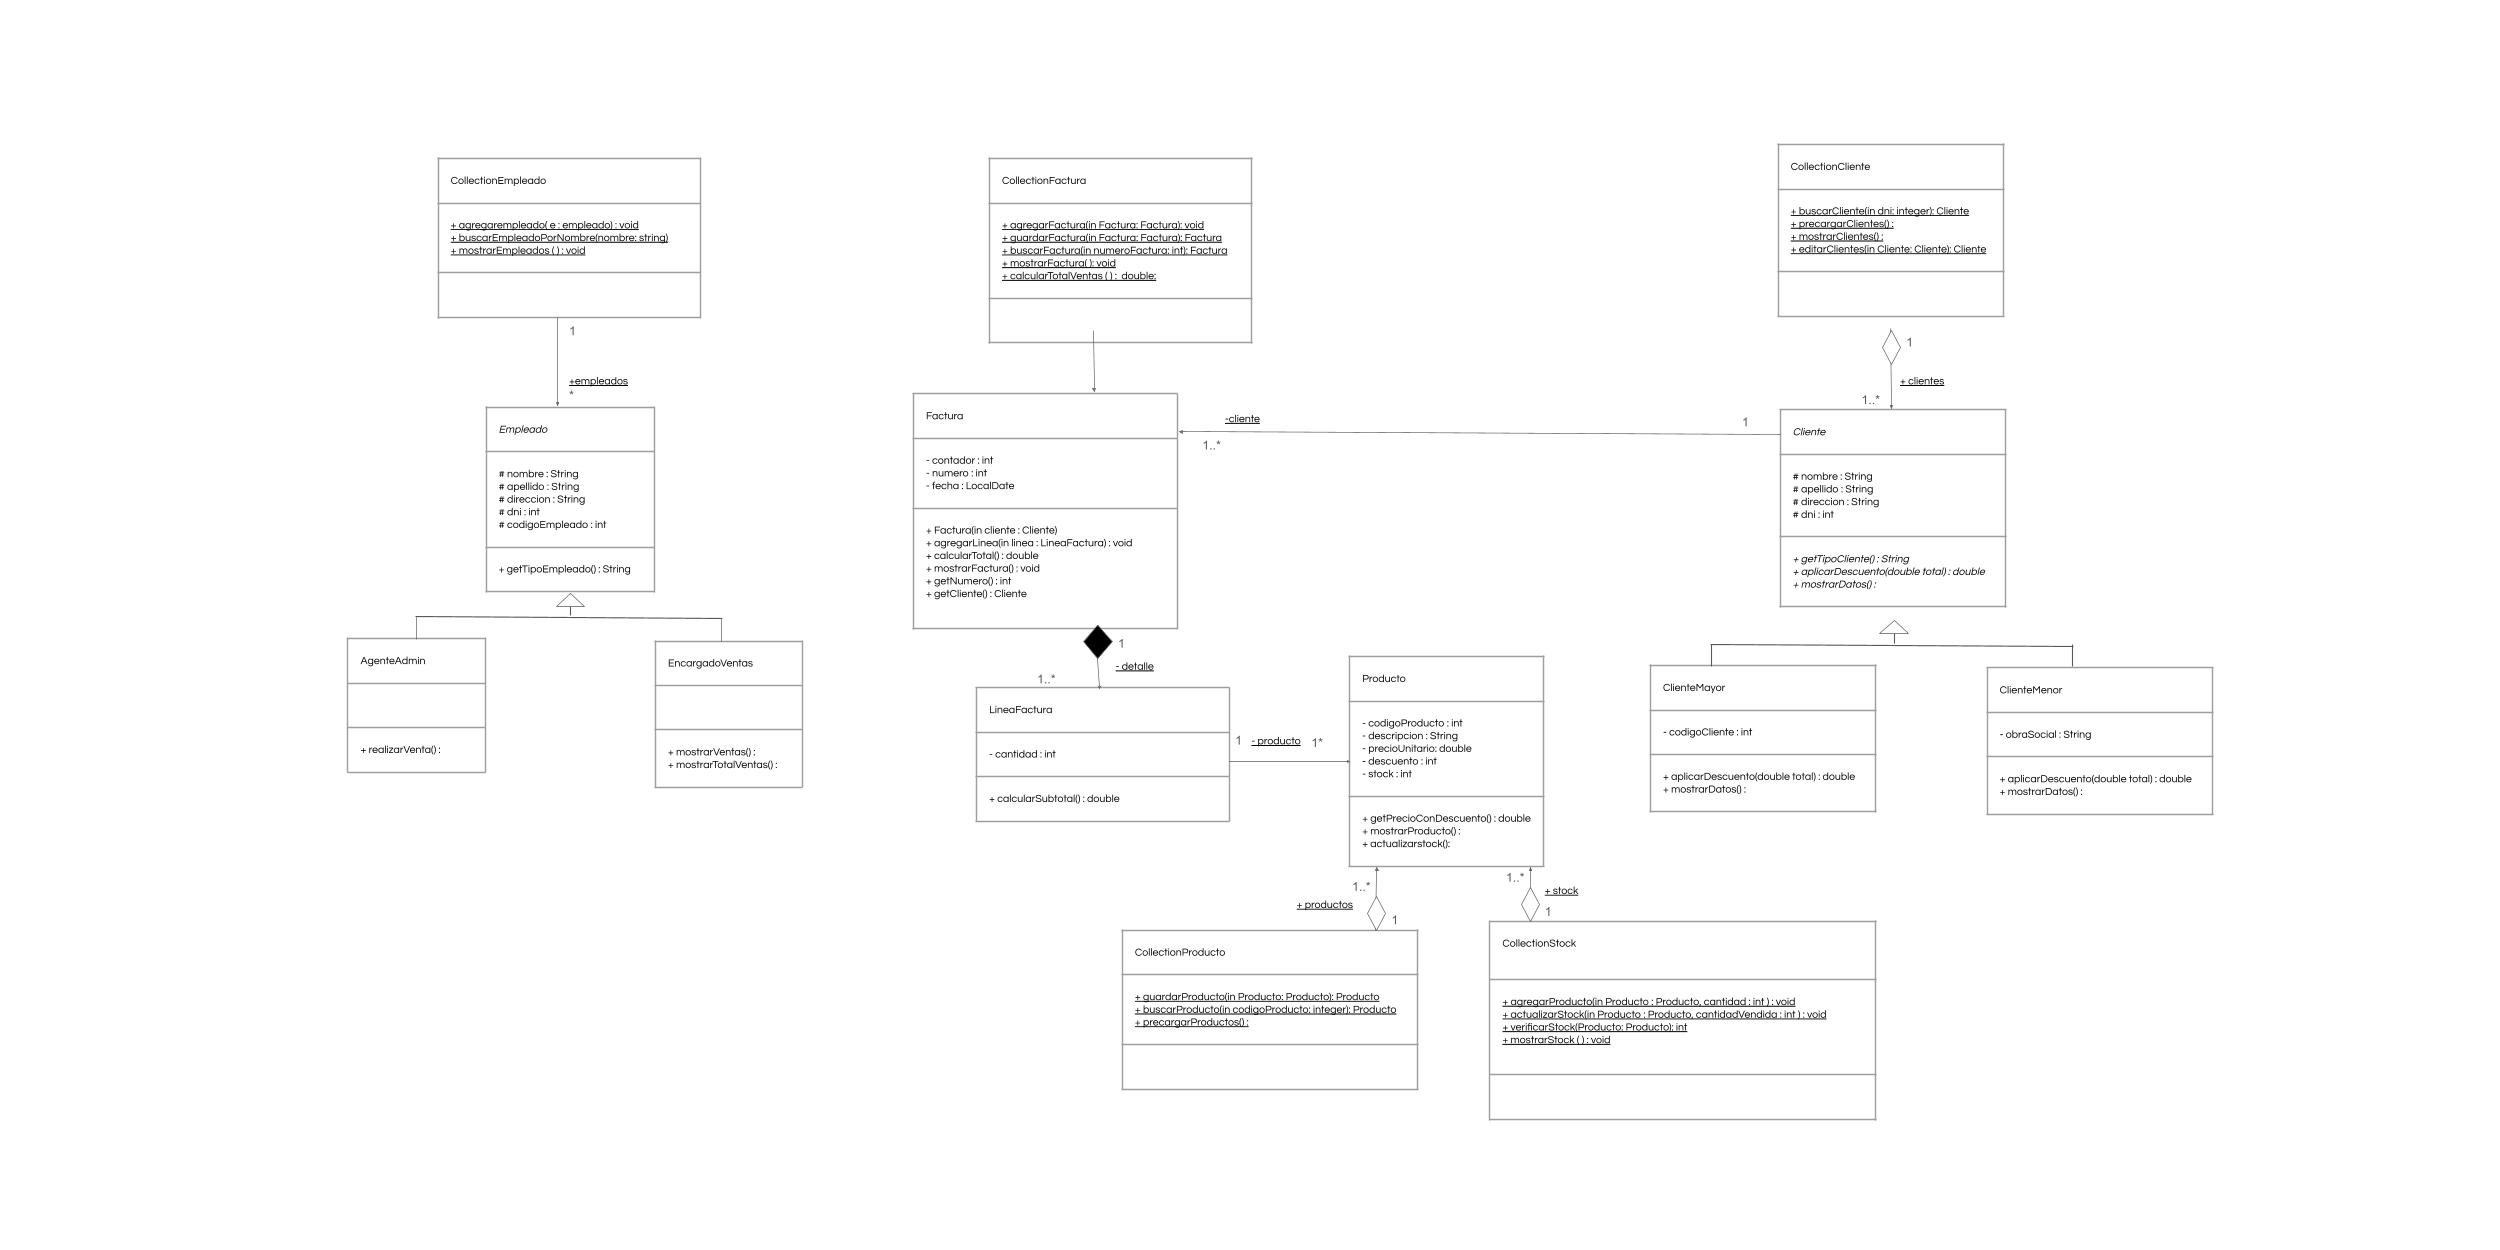 CollectionEmpleado
+ agregarempleado( e : empleado) : void
+ buscarEmpleadoPorNombre(nombre: string)
+ mostrarEmpleados ( ) : void
1
+empleados
*
Empleado
# nombre : String
# apellido : String
# direccion : String
# dni : int
# codigoEmpleado : int
+ getTipoEmpleado() : String
AgenteAdmin
+ realizarVenta() :
EncargadoVentas
+ mostrarVentas() :
+ mostrarTotalVentas() :
CollectionFactura
+ agregarFactura(in Factura: Factura): void
+ guardarFactura(in Factura: Factura): Factura
+ buscarFactura(in numeroFactura: int): Factura
+ mostrarFactura( ): void
+ calcularTotalVentas ( ) :  double:
Factura
- contador : int
- numero : int
- fecha : LocalDate
+ Factura(in cliente : Cliente)
+ agregarLinea(in linea : LineaFactura) : void
+ calcularTotal() : double
+ mostrarFactura() : void
+ getNumero() : int
+ getCliente() : Cliente
-cliente
1..*
1
1
- detalle
1..*
LineaFactura
- cantidad : int
+ calcularSubtotal() : double
1
- producto
1*
Producto
- codigoProducto : int
- descripcion : String
- precioUnitario: double
- descuento : int
- stock : int
+ getPrecioConDescuento() : double
+ mostrarProducto() :
+ actualizarstock():
1..*
+ productos
1
1..*
+ stock
1
CollectionProducto
+ guardarProducto(in Producto: Producto): Producto
+ buscarProducto(in codigoProducto: integer): Producto
+ precargarProductos() :
CollectionStock
+ agregarProducto(in Producto : Producto, cantidad : int ) : void
+ actualizarStock(in Producto : Producto, cantidadVendida : int ) : void
+ verificarStock(Producto: Producto): int
+ mostrarStock ( ) : void
CollectionCliente
+ buscarCliente(in dni: integer): Cliente
+ precargarClientes() :
+ mostrarClientes() :
+ editarClientes(in Cliente: Cliente): Cliente
1
+ clientes
1..*
Cliente
# nombre : String
# apellido : String
# direccion : String
# dni : int
+ getTipoCliente() : String
+ aplicarDescuento(double total) : double
+ mostrarDatos() :
ClienteMayor
- codigoCliente : int
+ aplicarDescuento(double total) : double
+ mostrarDatos() :
ClienteMenor
- obraSocial : String
+ aplicarDescuento(double total) : double
+ mostrarDatos() :